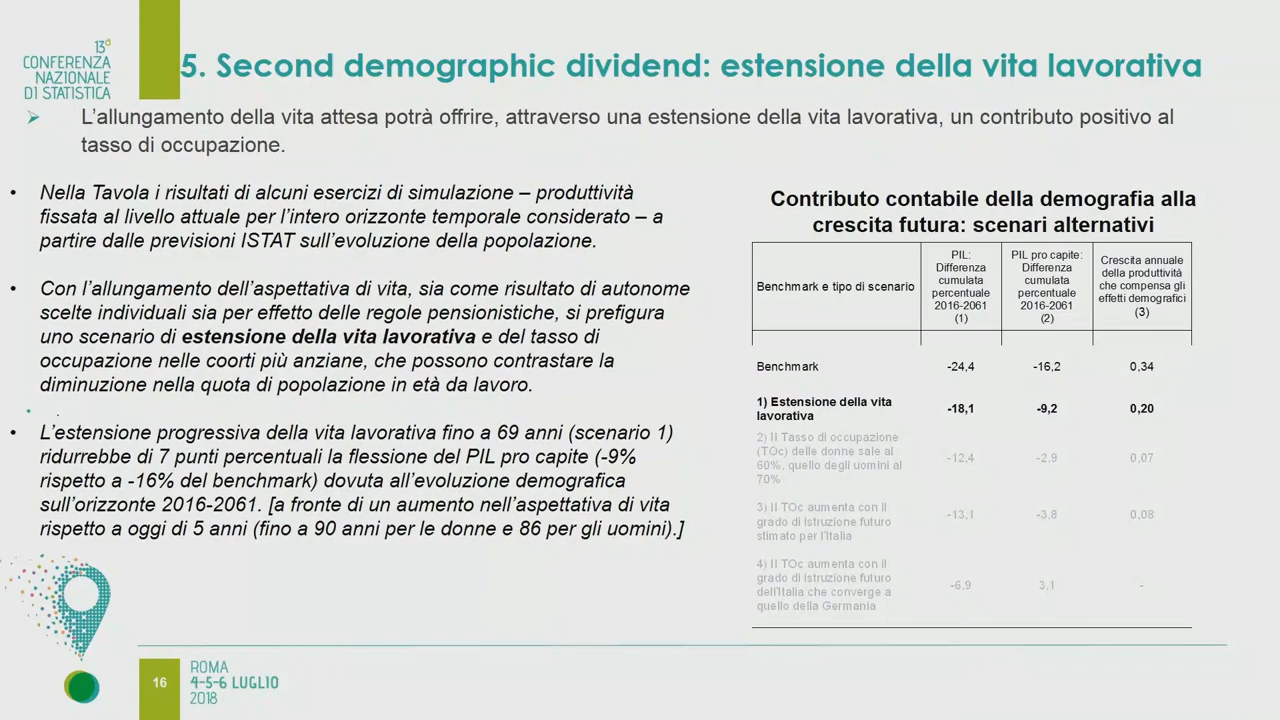 13ª
CONFERENZA
NAZIONALE
DI STATISTICA
5. Second demographic dividend: estensione della vita lavorativa
L'allungamento della vita attesa potrà offrire, attraverso una estensione della vita lavorativa, un contributo positivo al
tasso di occupazione.
• Nella Tavola i risultati di alcuni esercizi di simulazione – produttività
fissata al livello attuale per l'intero orizzonte temporale considerato – a
partire dalle previsioni ISTAT sull'evoluzione della popolazione.
• Con l'allungamento dell'aspettativa di vita, sia come risultato di autonome
scelte individuali sia per effetto delle regole pensionistiche, si prefigura
uno scenario di estensione della vita lavorativa e del tasso di
occupazione nelle coorti più anziane, che possono contrastare la
diminuzione nella quota di popolazione in età da lavoro.
• .
• L'estensione progressiva della vita lavorativa fino a 69 anni (scenario 1)
ridurrebbe di 7 punti percentuali la flessione del PIL pro capite (-9%
rispetto a -16% del benchmark) dovuta all'evoluzione demografica
sull'orizzonte 2016-2061. [a fronte di un aumento nell'aspettativa di vita
rispetto a oggi di 5 anni (fino a 90 anni per le donne e 86 per gli uomini).]
Contributo contabile della demografia alla
crescita futura: scenari alternativi
Benchmark e tipo di scenario
PIL:
Differenza
cumulata
percentuale
2016-2061
(1)
PIL pro capite:
Differenza
cumulata
percentuale
2016-2061
(2)
Crescita annuale
della produttività
che compensa gli
effetti demografici
(3)
Benchmark -24,4 -16,2 0,34
1) Estensione della vita
lavorativa -18,1 -9,2 0,20
2) Il Tasso di occupazione
(TOc) delle donne sale al
60%, quello degli uomini al
70% -12,4 -2,9 0,07
3) Il TOc aumenta con il
grado di istruzione futuro
stimato per l'Italia -13,1 -3,8 0,08
4) Il TOc aumenta con il
grado di istruzione futuro
dell'Italia che converge a
quello della Germania -6,9 3,1 -
16
ROMA
4-5-6 LUGLIO
2018